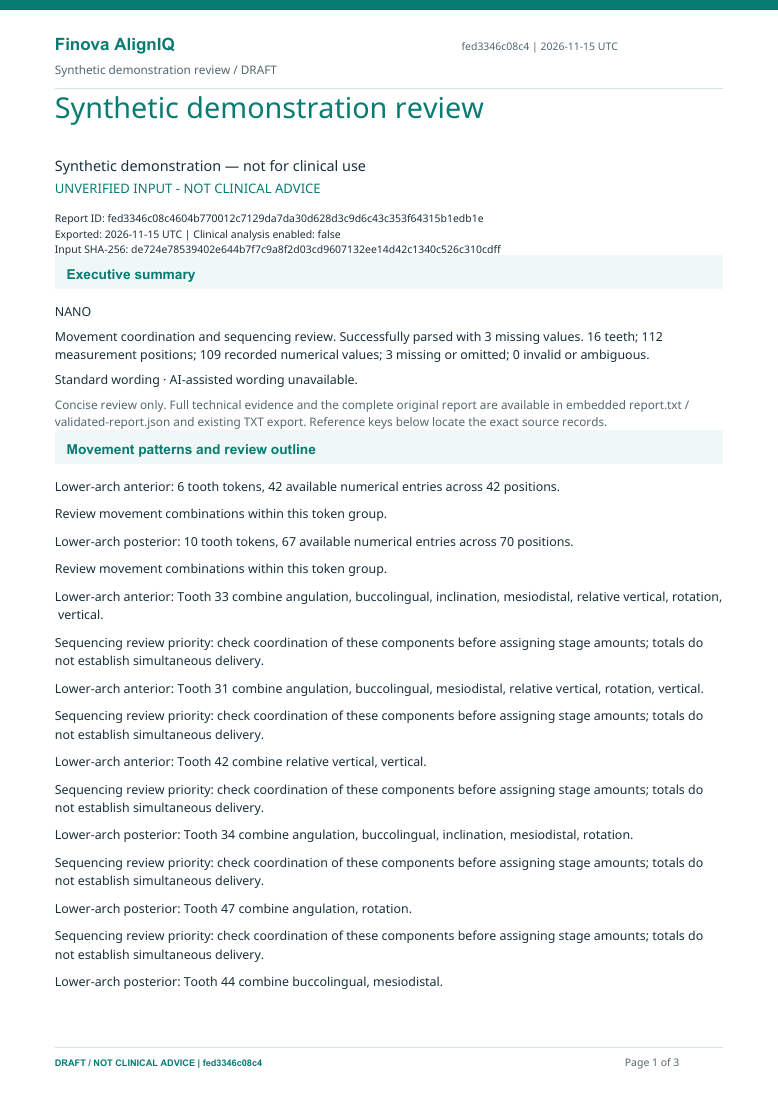 Finova AlignIQ
fed3346c08c4 | 2026-11-15 UTC
Synthetic demonstration review / DRAFT
Synthetic demonstration review
Synthetic demonstration — not for clinical use
UNVERIFIED INPUT - NOT CLINICAL ADVICE
Report ID: fed3346c08c4604b770012c7129da7da30d628d3c9d6c43c353f64315b1edb1e
Exported: 2026-11-15 UTC | Clinical analysis enabled: false
Input SHA-256: de724e78539402e644b7f7c9a8f2d03cd9607132ee14d42c1340c526c310cdff
Executive summary
NANO
Movement coordination and sequencing review. Successfully parsed with 3 missing values. 16 teeth; 112
measurement positions; 109 recorded numerical values; 3 missing or omitted; 0 invalid or ambiguous.
Standard wording · AI-assisted wording unavailable.
Concise review only. Full technical evidence and the complete original report are available in embedded report.txt /
validated-report.json and existing TXT export. Reference keys below locate the exact source records.
Movement patterns and review outline
Lower-arch anterior: 6 tooth tokens, 42 available numerical entries across 42 positions.
Review movement combinations within this token group.
Lower-arch posterior: 10 tooth tokens, 67 available numerical entries across 70 positions.
Review movement combinations within this token group.
Lower-arch anterior: Tooth 33 combine angulation, buccolingual, inclination, mesiodistal, relative vertical, rotation,
vertical.
Sequencing review priority: check coordination of these components before assigning stage amounts; totals do
not establish simultaneous delivery.
Lower-arch anterior: Tooth 31 combine angulation, buccolingual, mesiodistal, relative vertical, rotation, vertical.
Sequencing review priority: check coordination of these components before assigning stage amounts; totals do
not establish simultaneous delivery.
Lower-arch anterior: Tooth 42 combine relative vertical, vertical.
Sequencing review priority: check coordination of these components before assigning stage amounts; totals do
not establish simultaneous delivery.
Lower-arch posterior: Tooth 34 combine angulation, buccolingual, inclination, mesiodistal, rotation.
Sequencing review priority: check coordination of these components before assigning stage amounts; totals do
not establish simultaneous delivery.
Lower-arch posterior: Tooth 47 combine angulation, rotation.
Sequencing review priority: check coordination of these components before assigning stage amounts; totals do
not establish simultaneous delivery.
Lower-arch posterior: Tooth 44 combine buccolingual, mesiodistal.
DRAFT / NOT CLINICAL ADVICE | fed3346c08c4
Page 1 of 3